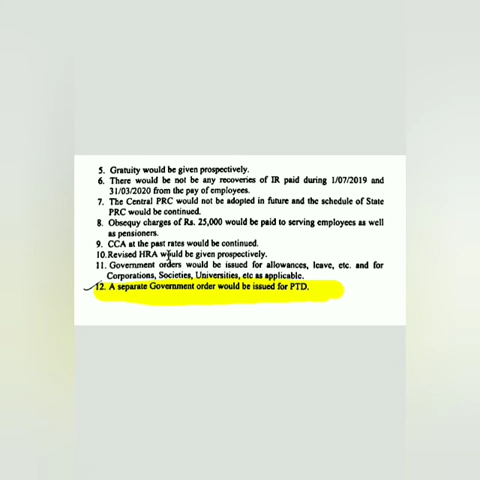 5. Gratuity would be given prospectively.
6. There would be not be any recoveries of IR paid during 1/07/2019 and
31/03/2020 from the pay of employees.
7. The Central PRC would not be adopted in future and the schedule of State
PRC would be continued.
8. Obsequy charges of Rs. 25,000 would be paid to serving employees as well
as pensioners.
9. CCA at the past rates would be continued.
10.Revised HRA would be given prospectively.
11. Government orders would be issued for allowances, leave, etc. and for
Corporations, Societies, Universities, etc as applicable.
12. A separate Government order would be issued for PTD.